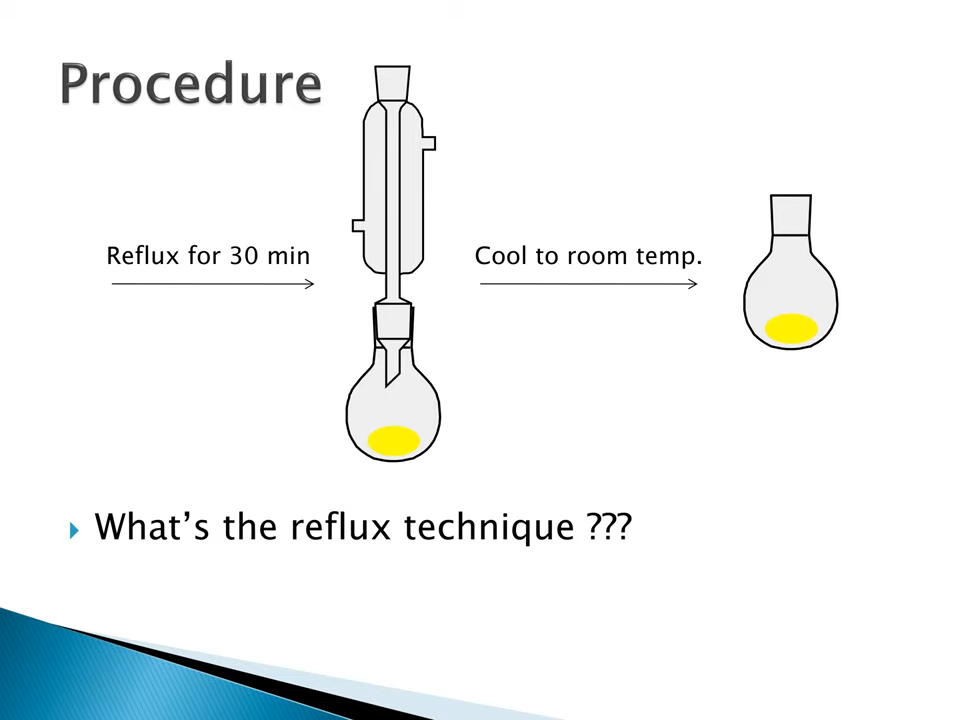 Procedure
Reflux for 30 min
Cool to room temp.
What’s the reflux technique ???